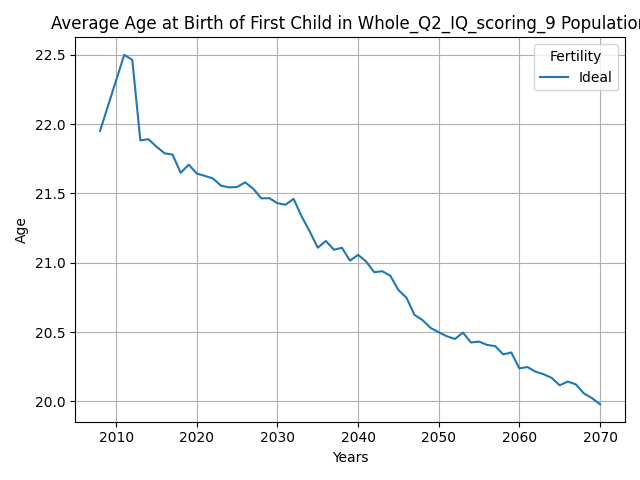 Average Age at Birth of First Child in Whole_Q2_IQ_scoring_9 Population
Fertility
Ideal
22.5
22.0
21.5
21.0
20.5
20.0
Age
2010 2020 2030 2040 2050 2060 2070
Years